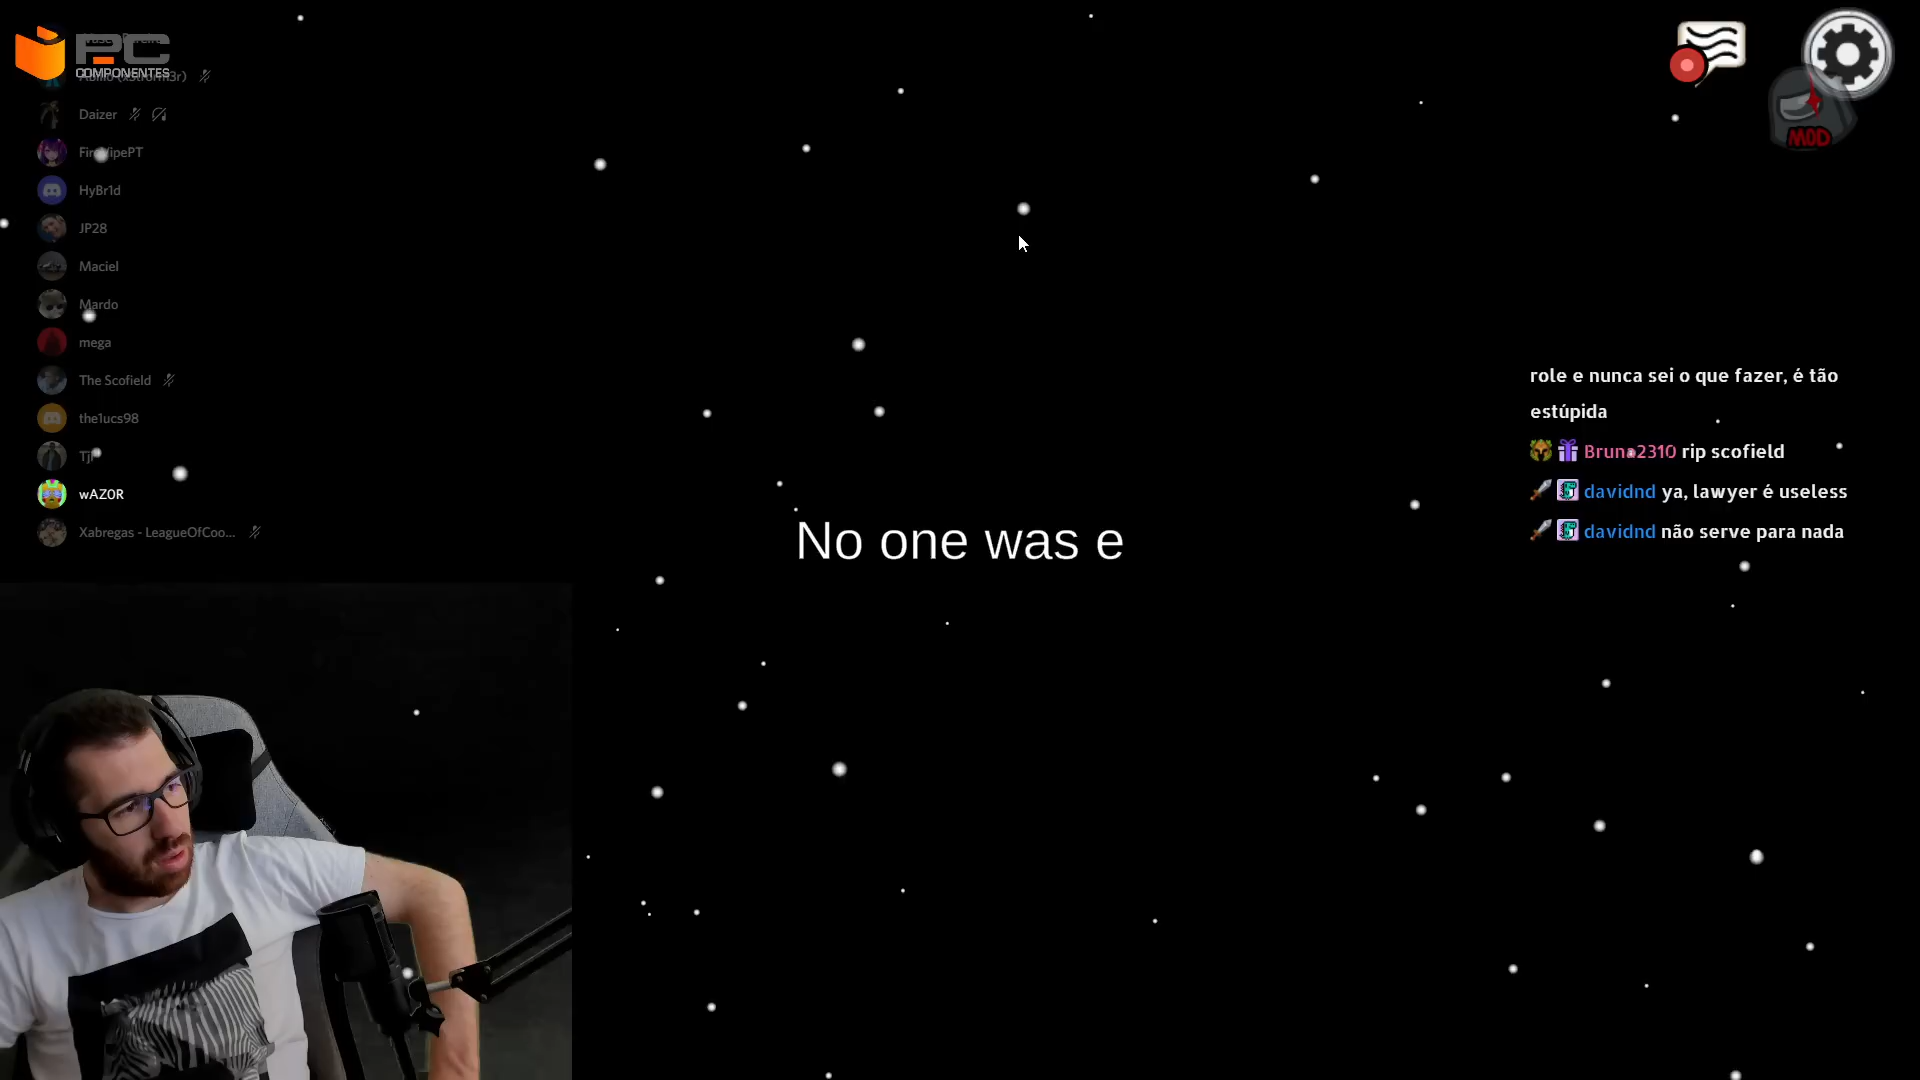 PC
COMPONENTES
Daizer
HyBr1d
JP28
Maciel
Mardo
mega
The Scofield
the1ucs98
wAZ0R
Xabregas - LeagueOfCoo...
MOD
role e nunca sei o que fazer, é tão
estúpida
Bruna2310 rip scofield
davidnd ya, lawyer é useless
davidnd não serve para nada
No one was e